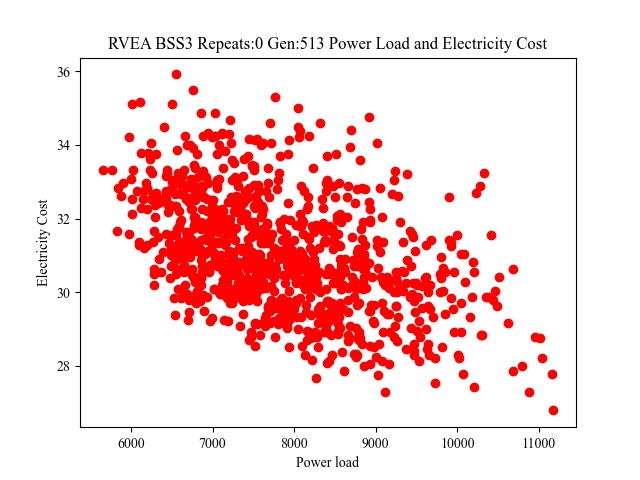 RVEA BSS3 Repeats:0 Gen:513 Power Load and Electricity Cost
36
34
32
30
28
Electricity Cost
6000 7000 8000 9000 10000 11000
Power load